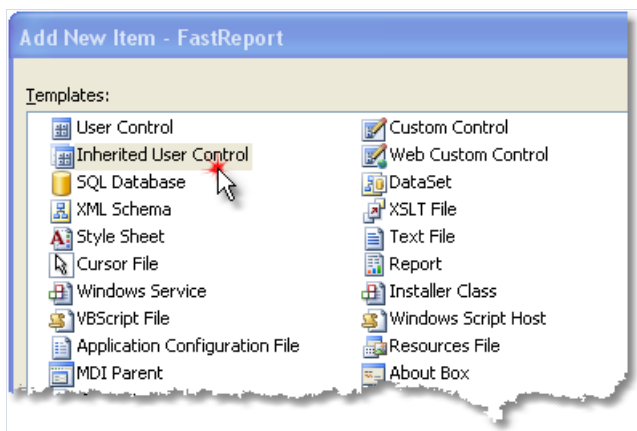 Add New Item - FastReport
Templates:
User Control
Custom Control
Inherited User Control
Web Custom Control
SQL Database
DataSet
XML Schema
XSLT File
Style Sheet
Text File
Cursor File
Report
Windows Service
Installer Class
VBScript File
Windows Script Host
Application Configuration File
Resources File
MDI Parent
About Box